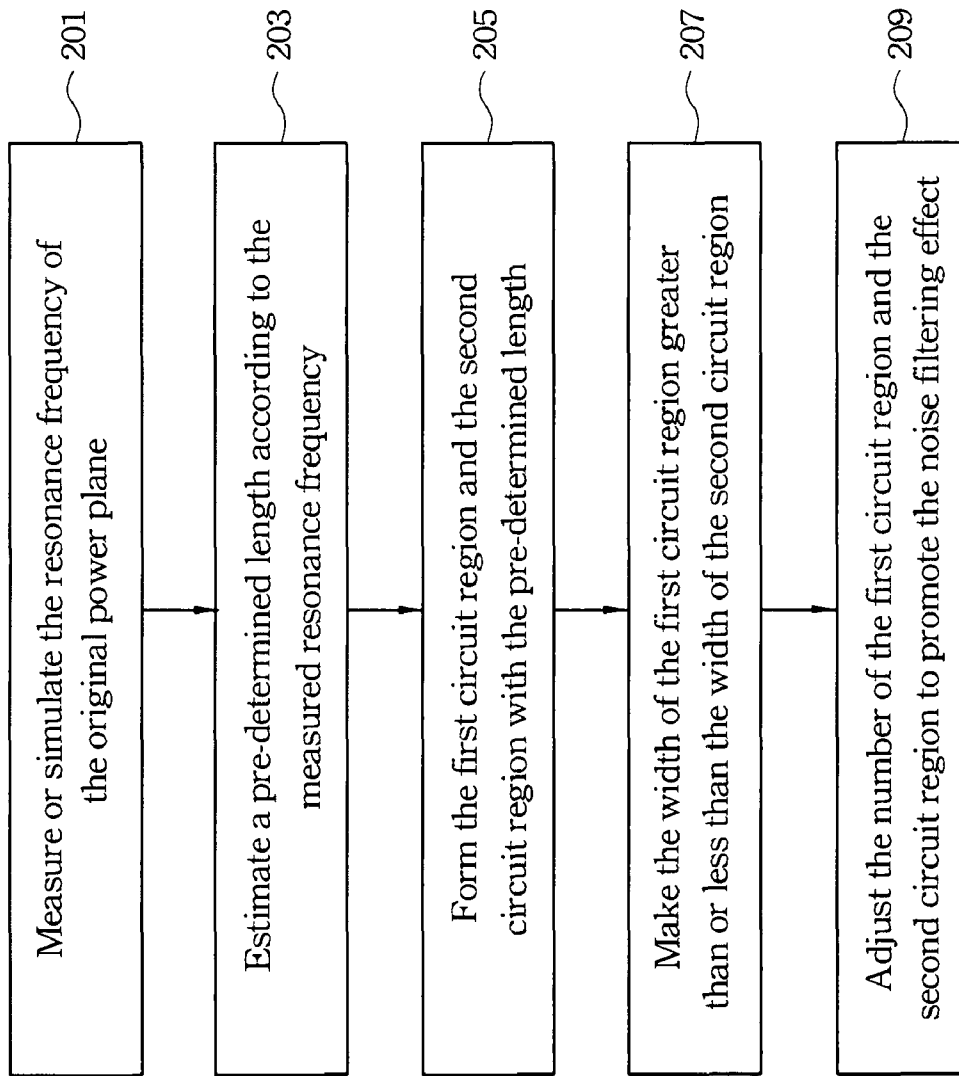 Measure or simulate the resonance frequency of
the original power plane
201
Estimate a pre-determined length according to the
measured resonance frequency
203
Form the first circuit region and the second
circuit region with the pre-determined length
205
Make the width of the first circuit region greater
than or less than the width of the second circuit region
207
Adjust the number of the first circuit region and the
second circuit region to promote the noise filtering effect
209